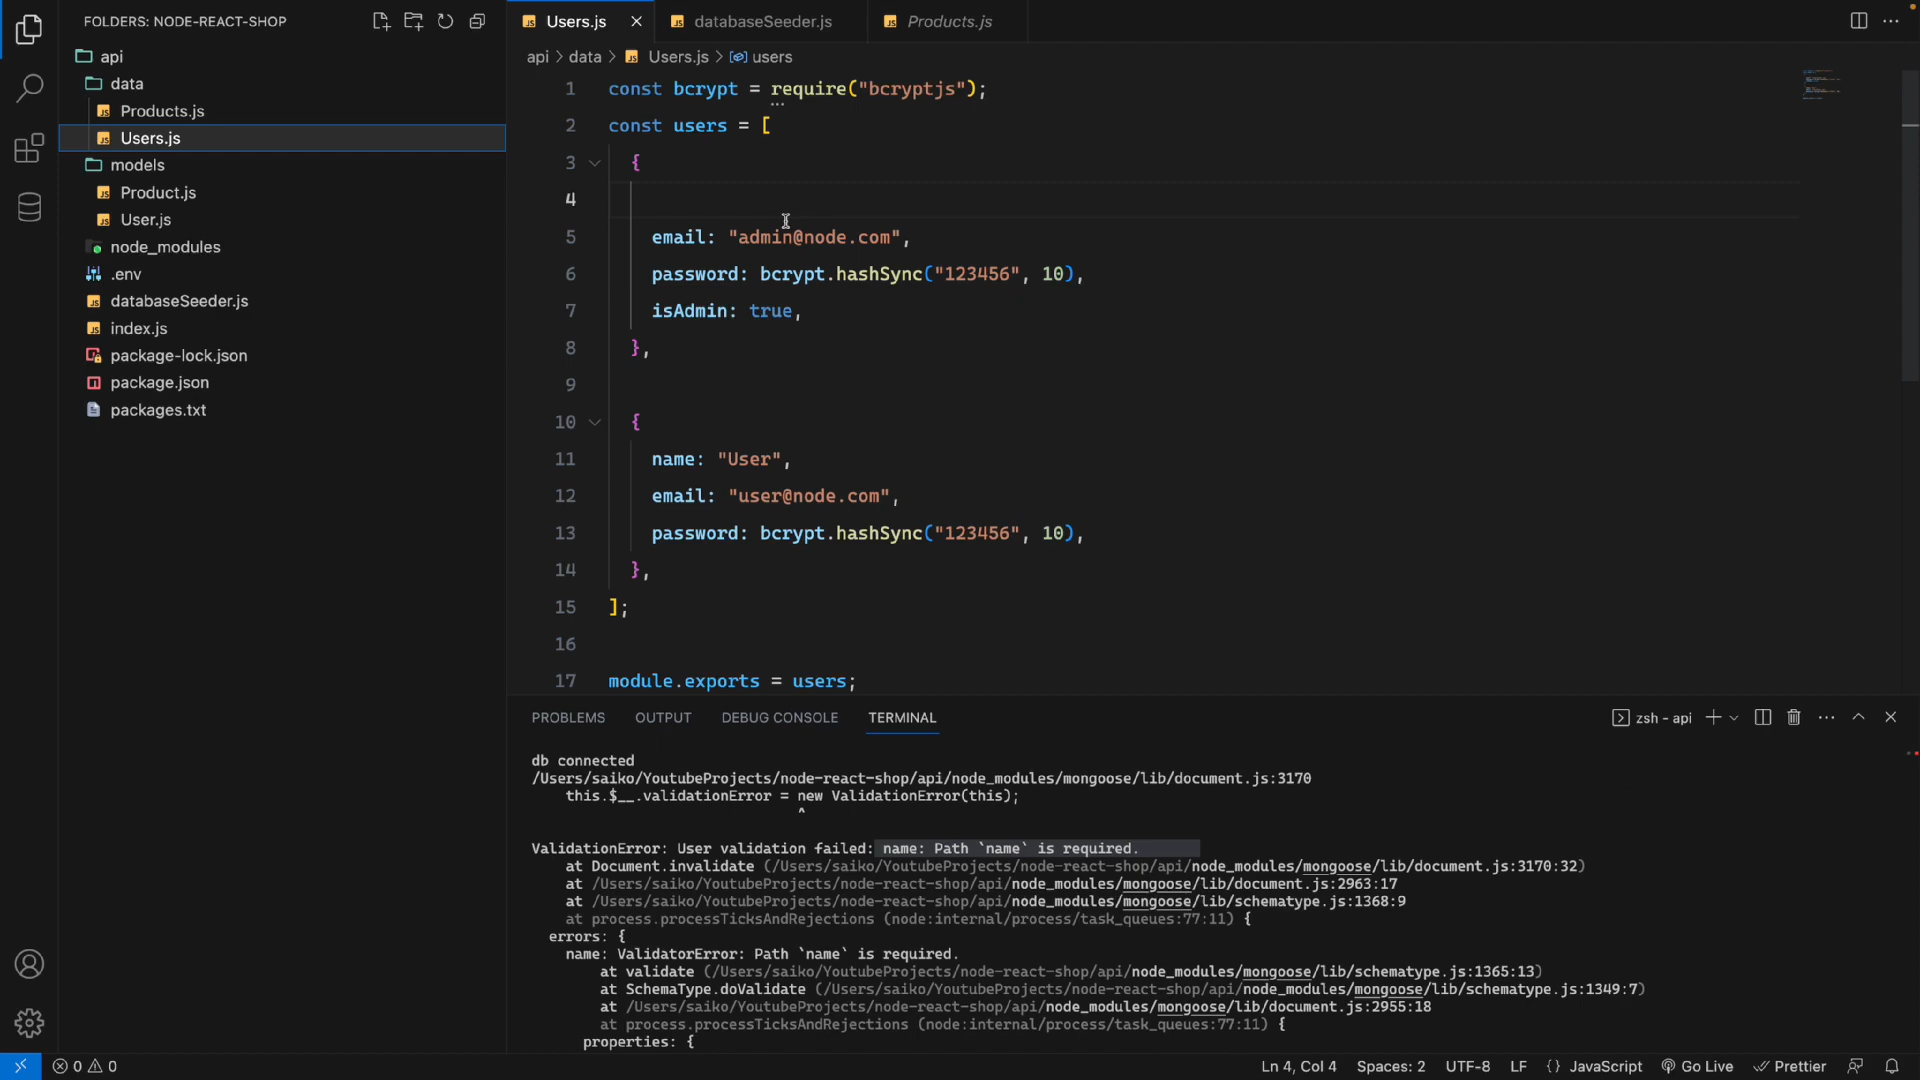 FOLDERS: NODE-REACT-SHOP
api
data
Products.js
Users.js
models
Product.js
User.js
node_modules
.env
databaseSeeder.js
index.js
package-lock.json
package.json
packages.txt
Users.js
databaseSeeder.js
Products.js
api > data > Users.js > users
1 const bcrypt = require("bcryptjs");
2 const users = [
3 {
4
5 email: "admin@node.com",
6 password: bcrypt.hashSync("123456", 10),
7 isAdmin: true,
8 },
9
10 {
11 name: "User",
12 email: "user@node.com",
13 password: bcrypt.hashSync("123456", 10),
14 },
15 ];
16
17 module.exports = users;
PROBLEMS OUTPUT DEBUG CONSOLE TERMINAL
zsh - api
db connected
/Users/saiko/YoutubeProjects/node-react-shop/api/node_modules/mongoose/lib/document.js:3170
this.$__.validationError = new ValidationError(this);
^
ValidationError: User validation failed: name: Path `name` is required.
at Document.invalidate (/Users/saiko/YoutubeProjects/node-react-shop/api/node_modules/mongoose/lib/document.js:3170:32)
at /Users/saiko/YoutubeProjects/node-react-shop/api/node_modules/mongoose/lib/document.js:2963:17
at /Users/saiko/YoutubeProjects/node-react-shop/api/node_modules/mongoose/lib/schematype.js:1368:9
at process.processTicksAndRejections (node:internal/process/task_queues:77:11) {
errors: {
name: ValidatorError: Path `name` is required.
at validate (/Users/saiko/YoutubeProjects/node-react-shop/api/node_modules/mongoose/lib/schematype.js:1365:13)
at SchemaType.doValidate (/Users/saiko/YoutubeProjects/node-react-shop/api/node_modules/mongoose/lib/schematype.js:1349:7)
at /Users/saiko/YoutubeProjects/node-react-shop/api/node_modules/mongoose/lib/document.js:2955:18
at process.processTicksAndRejections (node:internal/process/task_queues:77:11) {
properties: {
0 0
Ln 4, Col 4 Spaces: 2 UTF-8 LF {} JavaScript Go Live Prettier